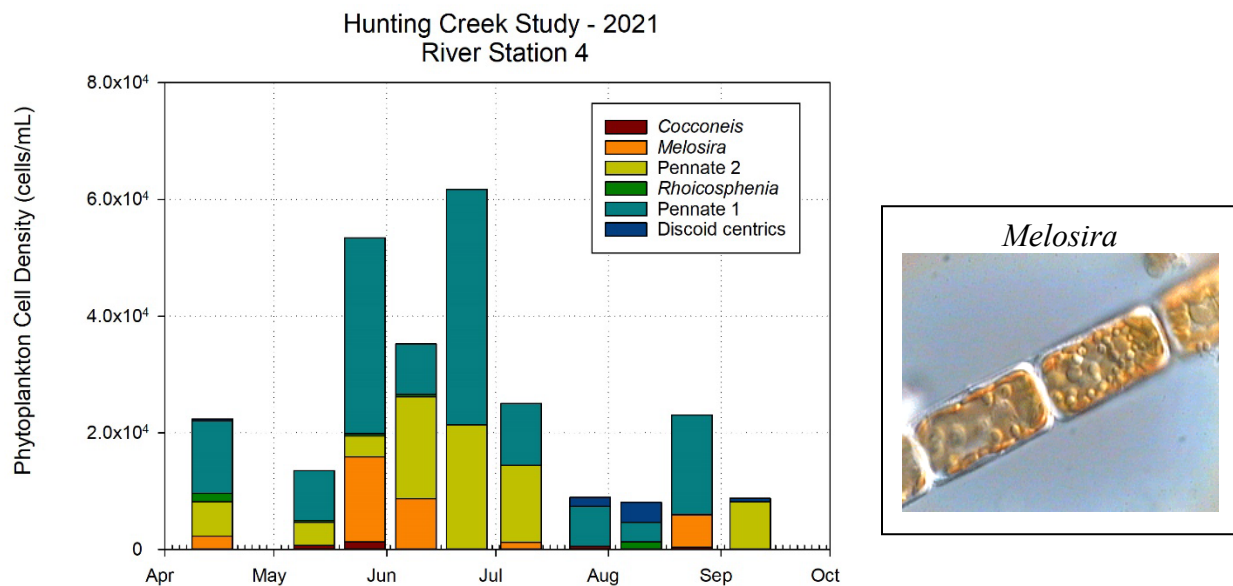 Hunting Creek Study - 2021
River Station 4
Phytoplankton Cell Density (cells/mL)
8.0x10⁴
6.0x10⁴
4.0x10⁴
2.0x10⁴
0
Apr May Jun Jul Aug Sep Oct
Cocconeis
Melosira
Pennate 2
Rhoicosphenia
Pennate 1
Discoid centrics
Melosira